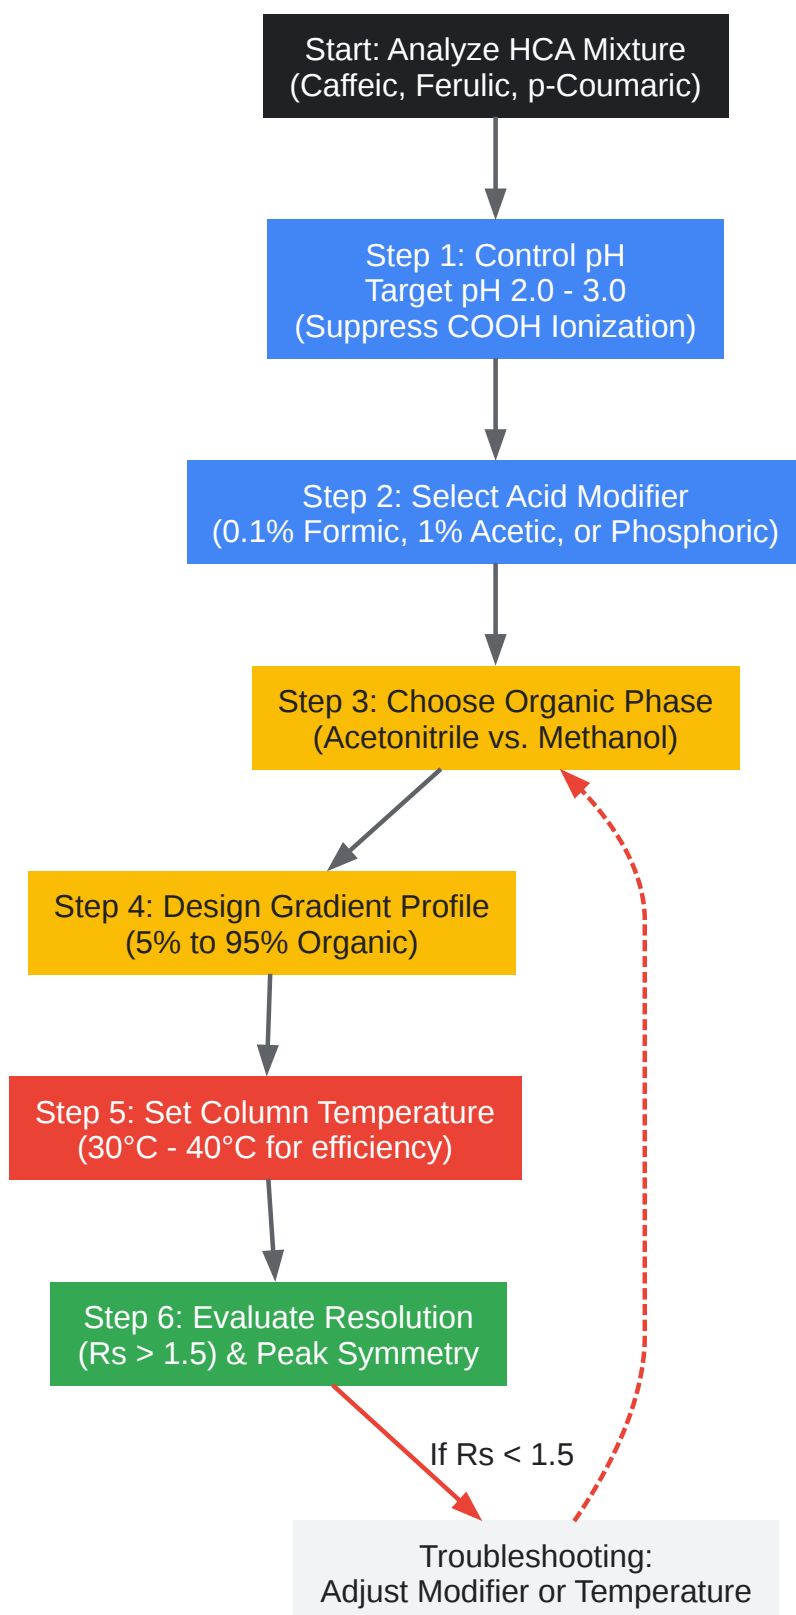 Start: Analyze HCA Mixture
(Caffeic, Ferulic, p-Coumaric)
Step 1: Control pH
Target pH 2.0 - 3.0
(Suppress COOH Ionization)
Step 2: Select Acid Modifier
(0.1% Formic, 1% Acetic, or Phosphoric)
Step 3: Choose Organic Phase
(Acetonitrile vs. Methanol)
Step 4: Design Gradient Profile
(5% to 95% Organic)
Step 5: Set Column Temperature
(30°C - 40°C for efficiency)
Step 6: Evaluate Resolution
(Rs > 1.5) & Peak Symmetry
If Rs < 1.5
Troubleshooting:
Adjust Modifier or Temperature